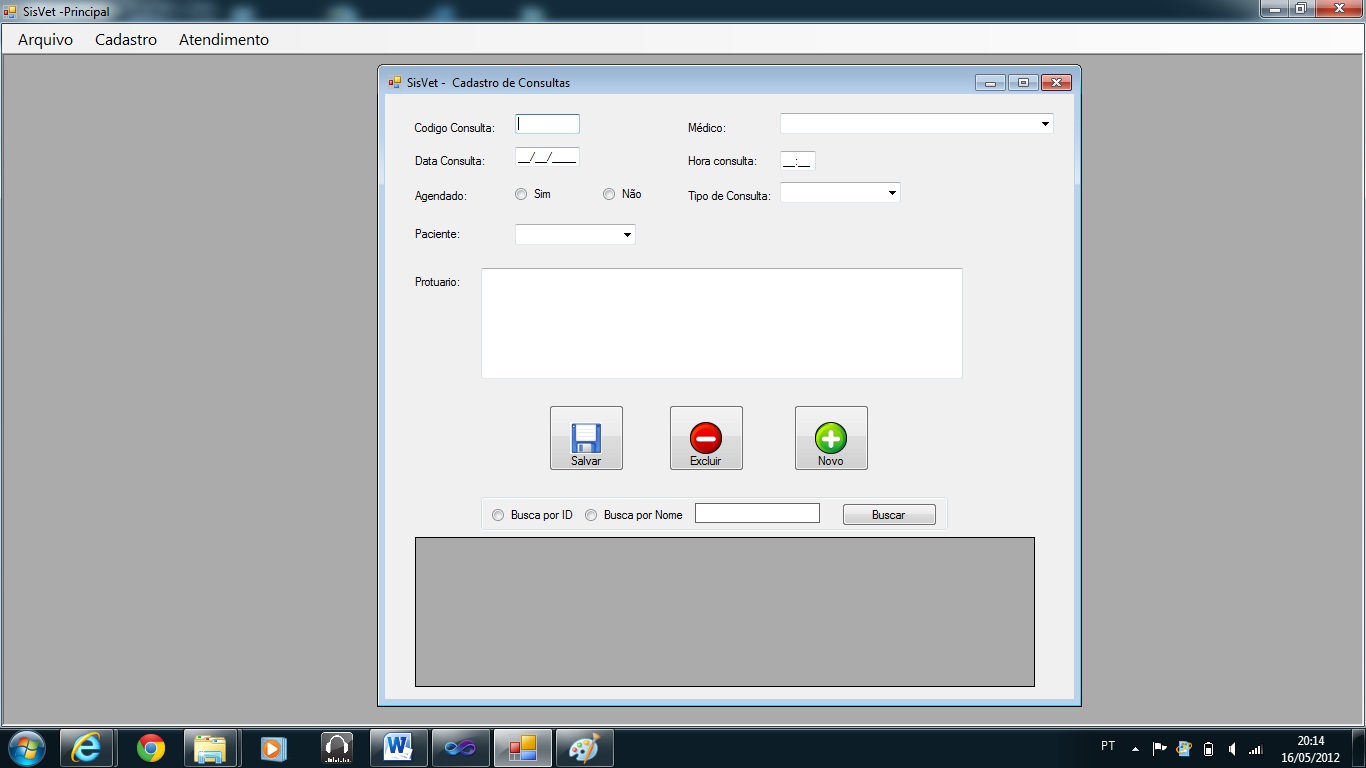 SisVet -Principal
Arquivo Cadastro Atendimento
SisVet - Cadastro de Consultas
Codigo Consulta: Médico:
Data Consulta: __/__/____ Hora consulta: __:__
Agendado: Sim Não Tipo de Consulta:
Paciente:
Protuario:
Salvar Excluir Novo
Busca por ID Busca por Nome Buscar
PT 20:14
16/05/2012